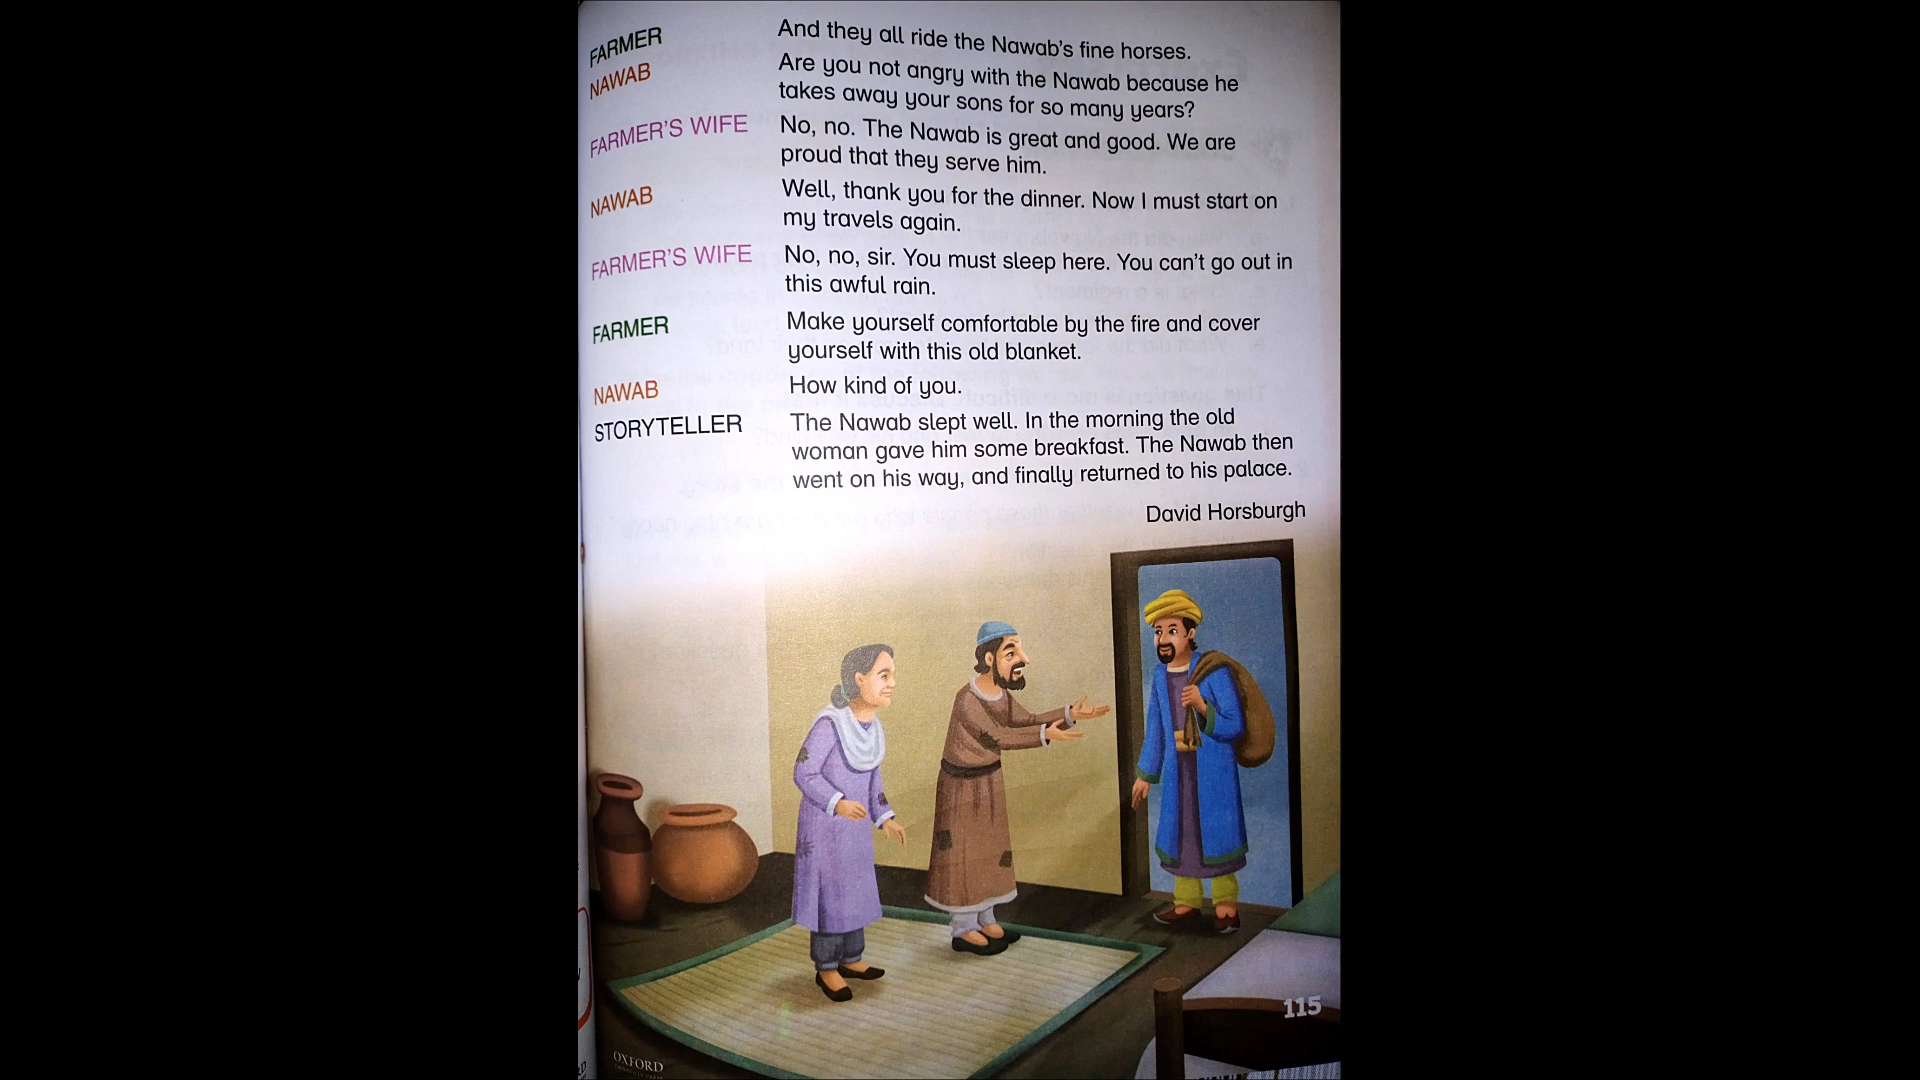 FARMER And they all ride the Nawab's fine horses.
NAWAB Are you not angry with the Nawab because he
takes away your sons for so many years?
FARMER'S WIFE No, no. The Nawab is great and good. We are
proud that they serve him.
NAWAB Well, thank you for the dinner. Now I must start on
my travels again.
FARMER'S WIFE No, no, sir. You must sleep here. You can't go out in
this awful rain.
FARMER Make yourself comfortable by the fire and cover
yourself with this old blanket.
NAWAB How kind of you.
STORYTELLER The Nawab slept well. In the morning the old
woman gave him some breakfast. The Nawab then
went on his way, and finally returned to his palace.
David Horsburgh
115
OXFORD